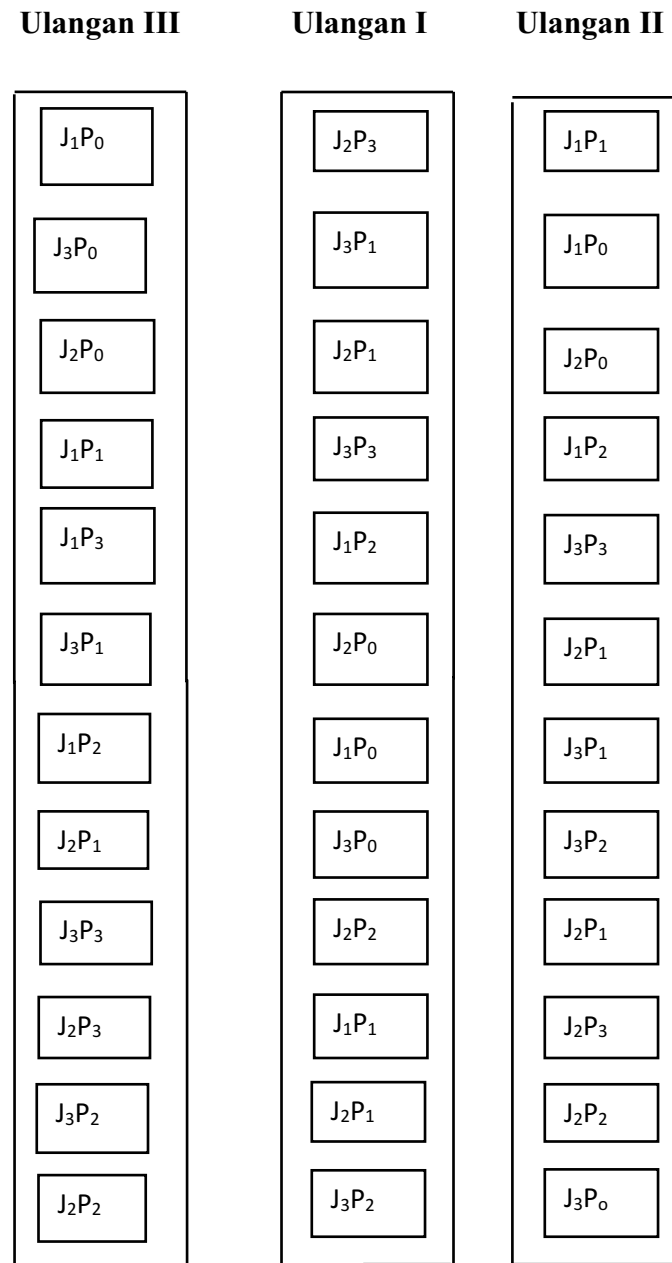 Ulangan III Ulangan I Ulangan II
J₁P₀ J₂P₃ J₁P₁
J₃P₀ J₃P₁ J₁P₀
J₂P₀ J₂P₁ J₂P₀
J₁P₁ J₃P₃ J₁P₂
J₁P₃ J₁P₂ J₃P₃
J₃P₁ J₂P₀ J₂P₁
J₁P₂ J₁P₀ J₃P₁
J₂P₁ J₃P₀ J₃P₂
J₃P₃ J₂P₂ J₂P₁
J₂P₃ J₁P₁ J₂P₃
J₃P₂ J₂P₁ J₂P₂
J₂P₂ J₃P₂ J₃Pₒ